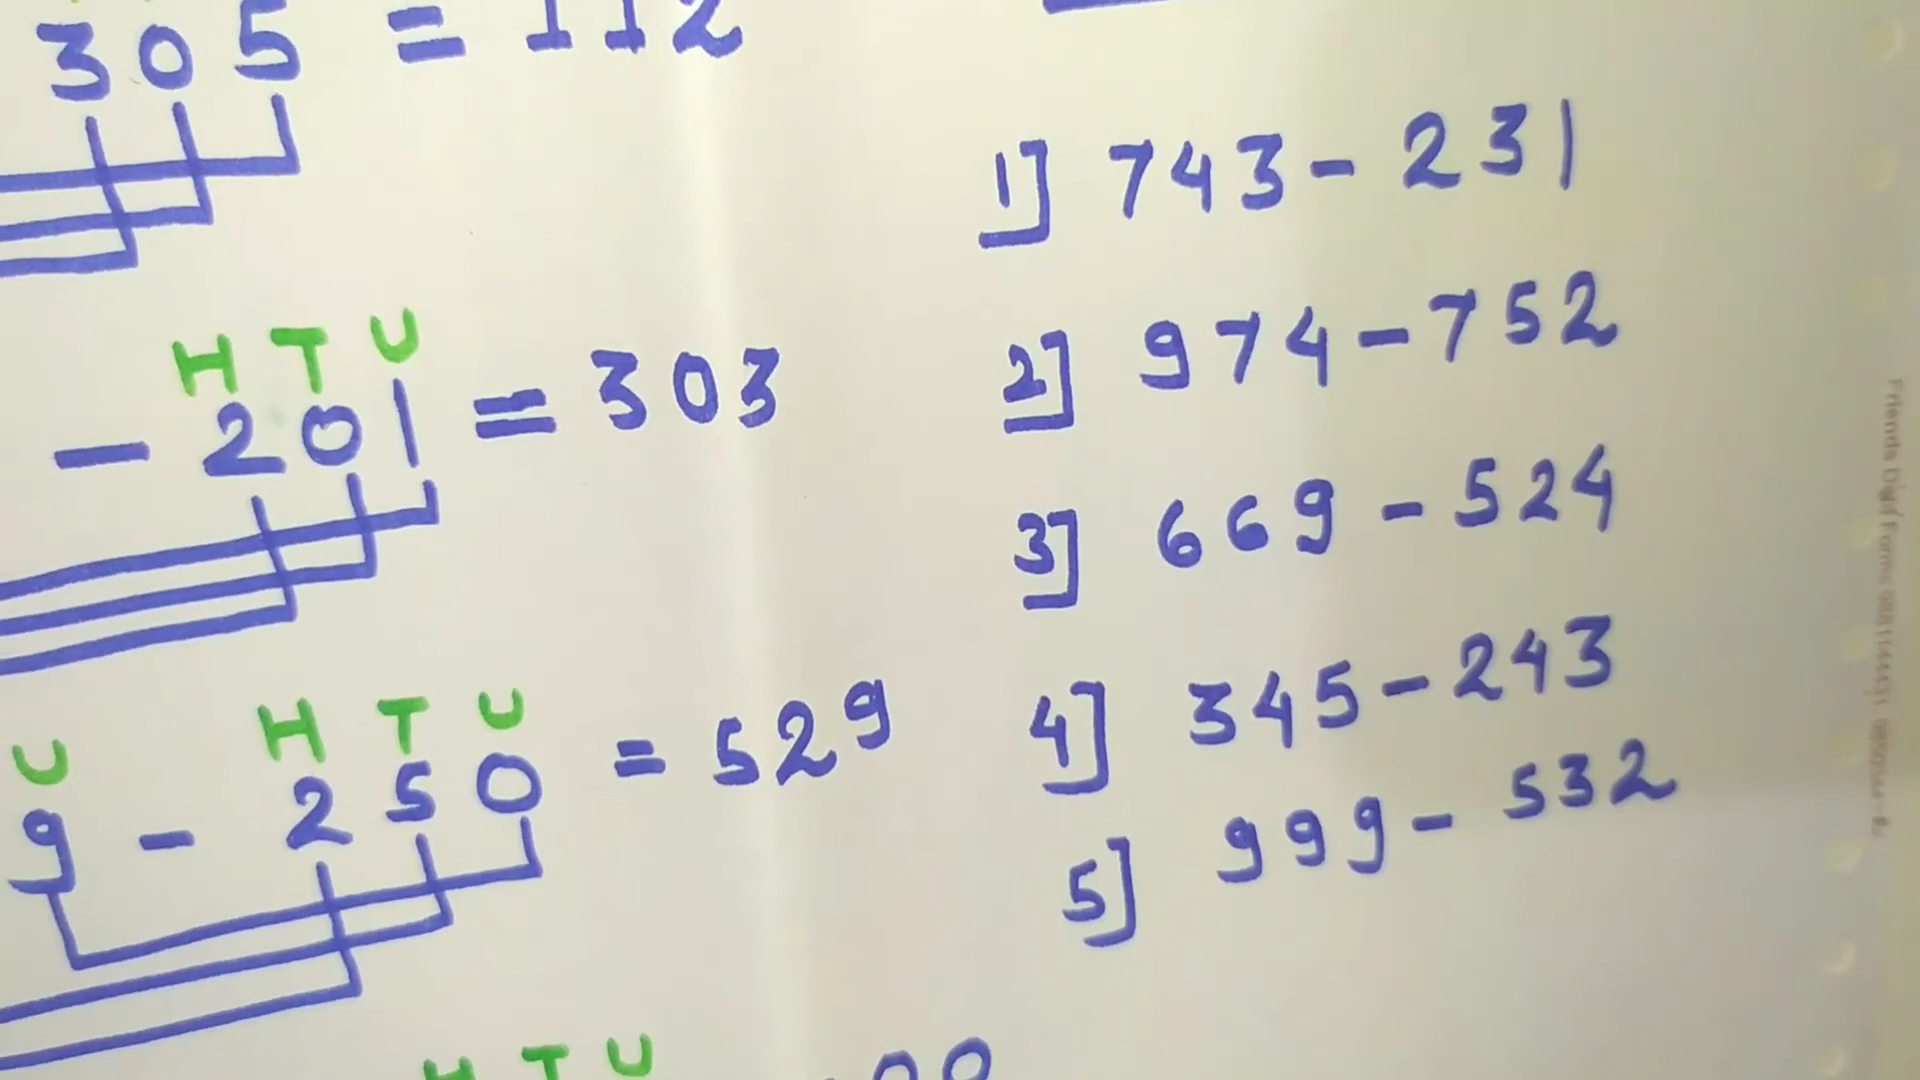 305 = 112
H T U
- 201 = 303
H T U
U
9 - 250 = 529
H T U
1] 743 - 231
2] 974 - 752
3] 669 - 524
4] 345 - 243
5] 999 - 532